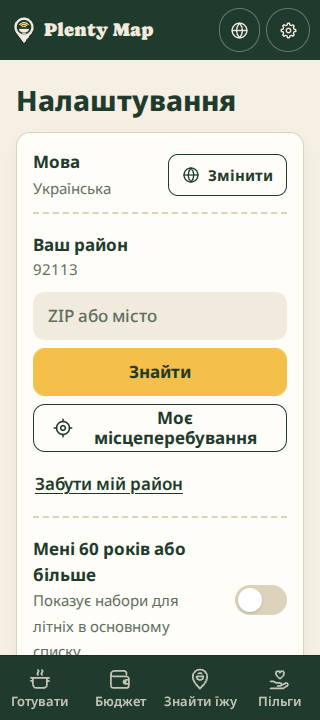 Plenty Map
Налаштування
Мова
Українська
Змінити
Ваш район
92113
ZIP або місто
Знайти
Моє
місцеперебування
Забути мій район
Мені 60 років або
більше
Показує набори для
літніх в основному
списку
Готувати
Бюджет
Знайти їжу
Пільги